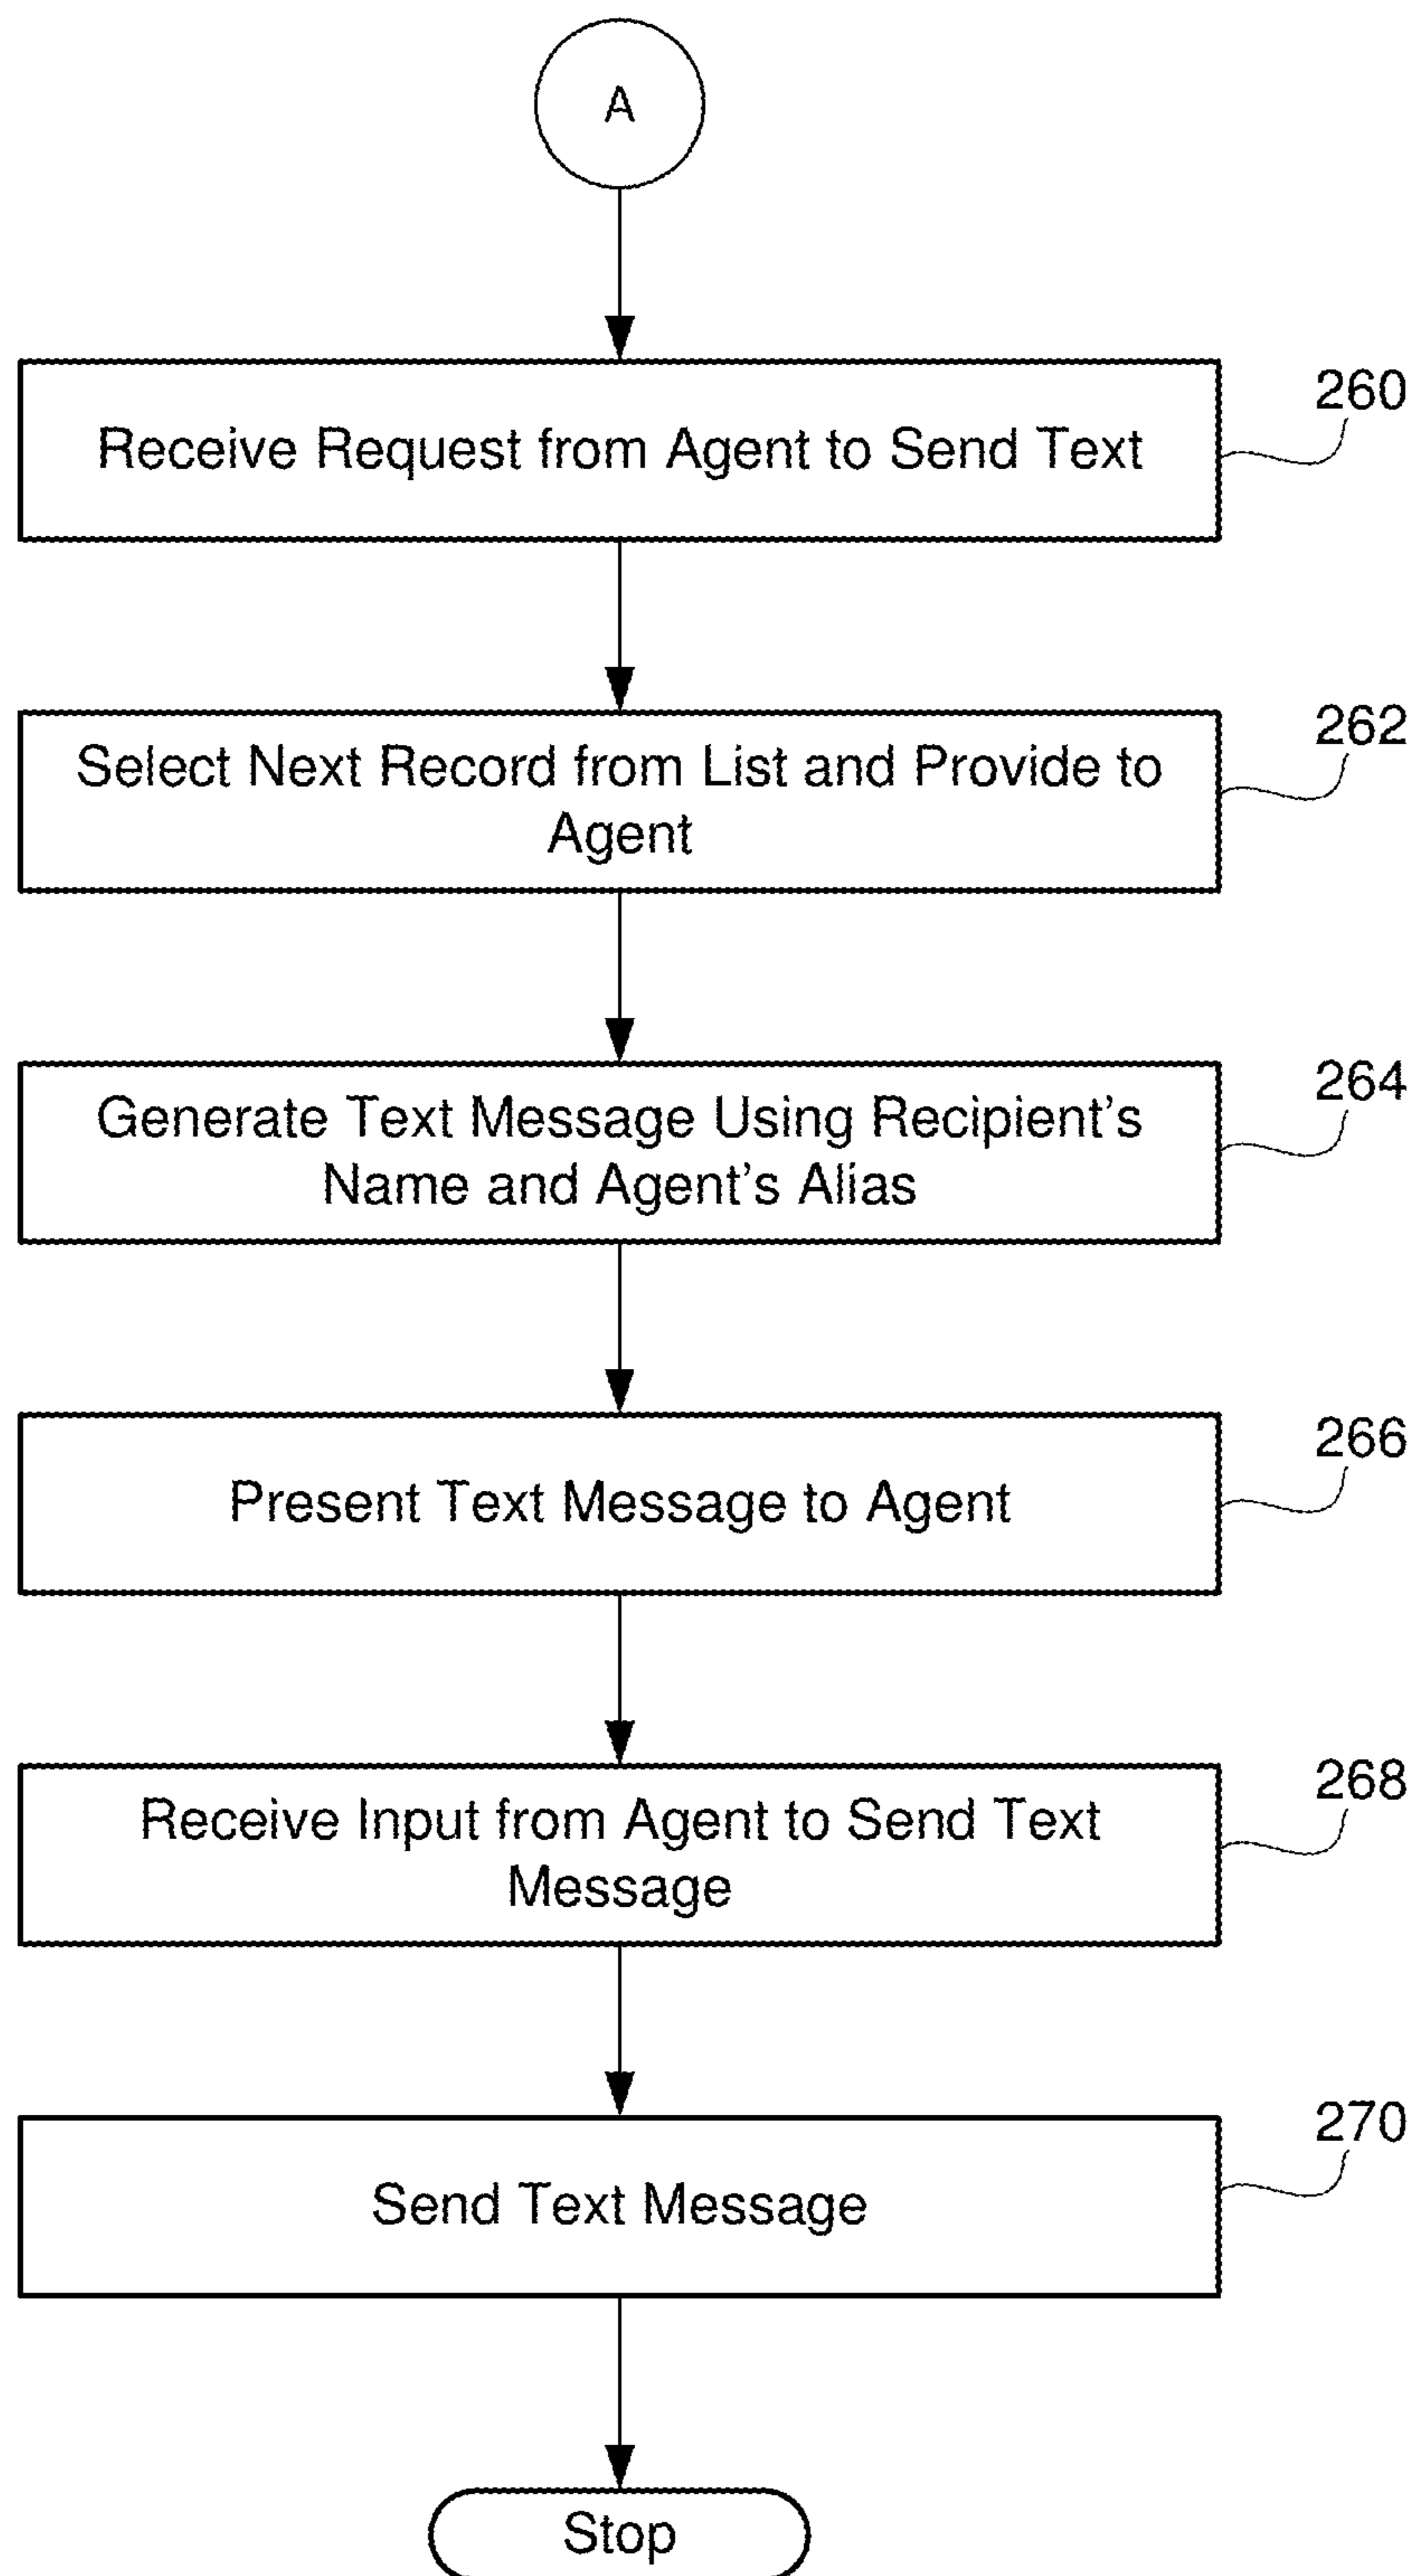 A
260
Receive Request from Agent to Send Text
262
Select Next Record from List and Provide to
Agent
264
Generate Text Message Using Recipient’s
Name and Agent’s Alias
266
Present Text Message to Agent
268
Receive Input from Agent to Send Text
Message
270
Send Text Message
Stop